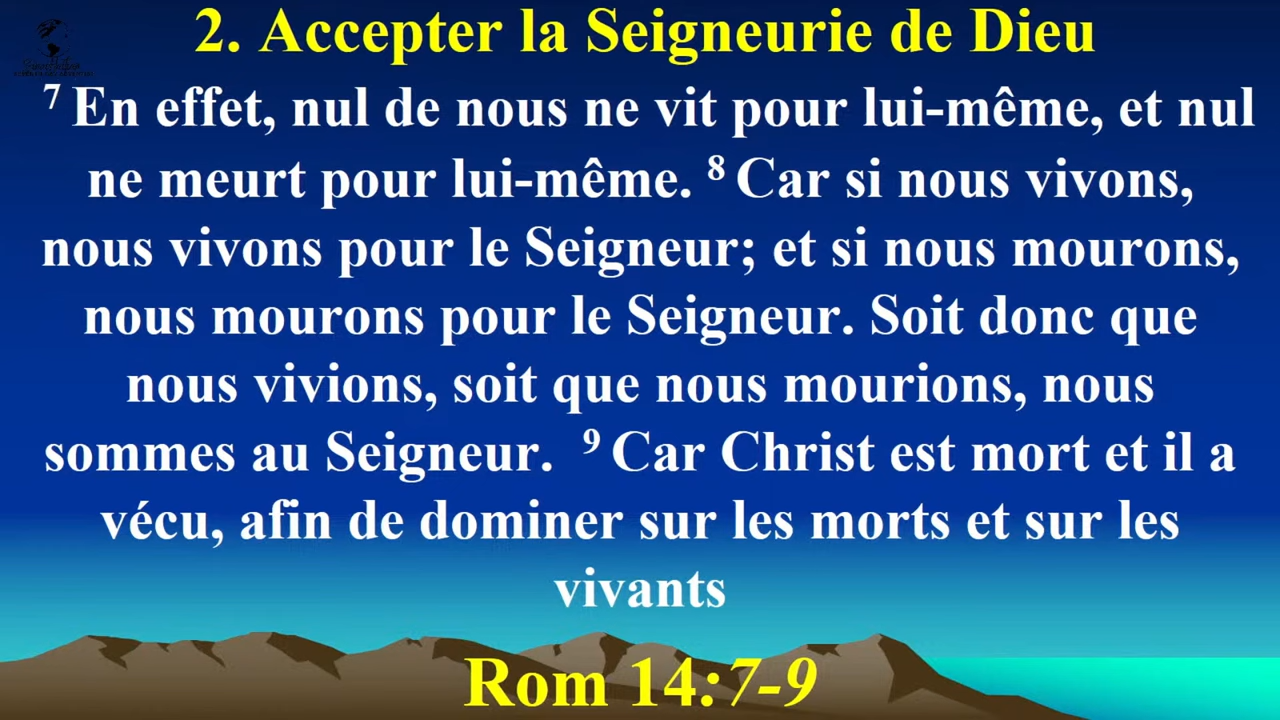 2. Accepter la Seigneurie de Dieu
7 En effet, nul de nous ne vit pour lui-même, et nul
ne meurt pour lui-même. 8 Car si nous vivons,
nous vivons pour le Seigneur; et si nous mourons,
nous mourons pour le Seigneur. Soit donc que
nous vivions, soit que nous mourions, nous
sommes au Seigneur. 9 Car Christ est mort et il a
vécu, afin de dominer sur les morts et sur les
vivants
Rom 14:7-9